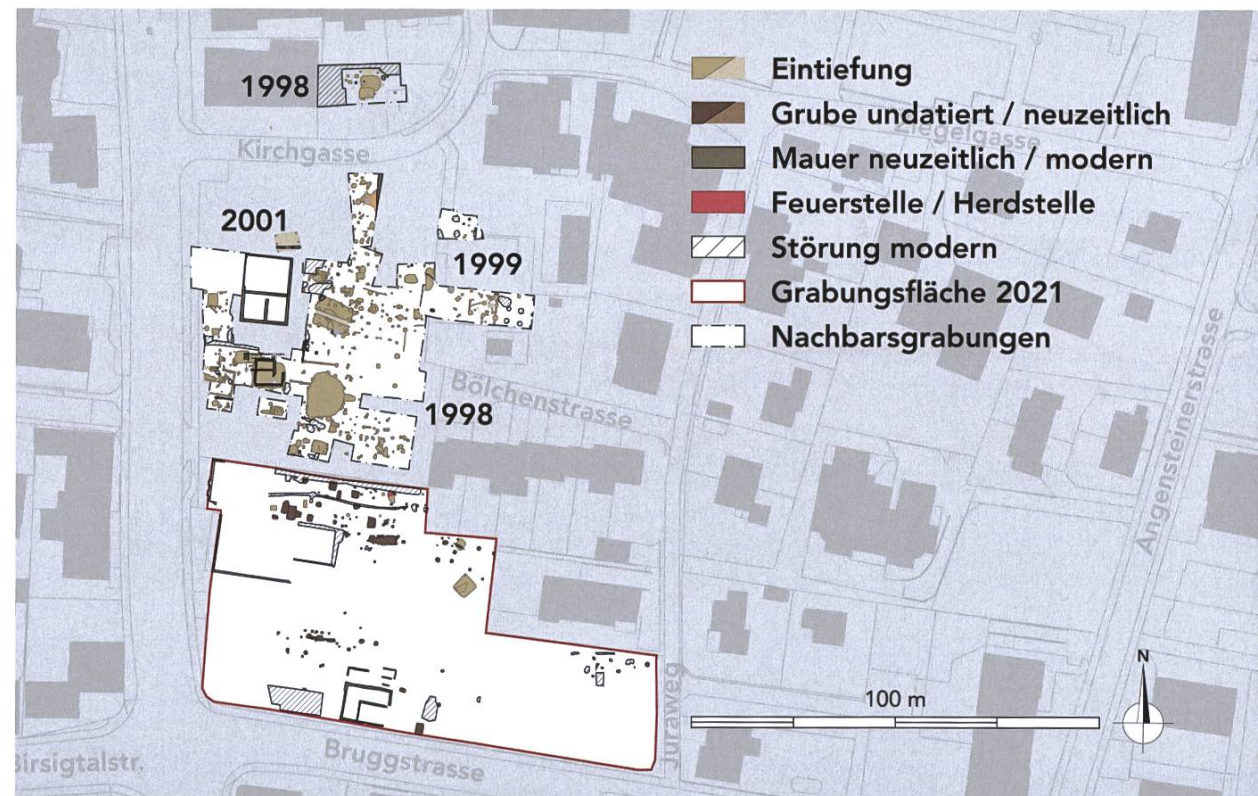 1998
Kirchgasse
2001
1999
Bölchenstrasse
1998
Eintiefung
Grube undatiert / neuzeitlich
Ziegelgasse
Mauer neuzeitlich / modern
Feuerstelle / Herdstelle
Störung modern
Grabungsfläche 2021
Nachbarsgrabungen
Angensteinerstrasse
Juraweg
100 m
N
Bruggstrasse
Birsigtalstr.